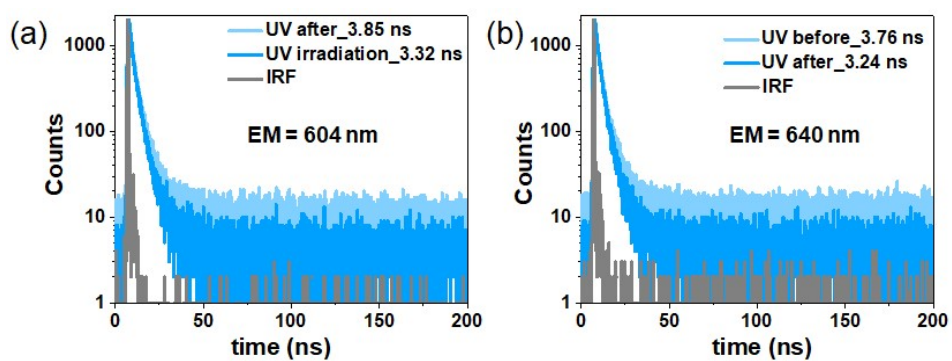 (a)
UV after_3.85 ns
UV irradiation_3.32 ns
IRF
EM = 604 nm
Counts
1000
100
10
1
0
50
100
150
200
time (ns)
(b)
UV before_3.76 ns
UV after_3.24 ns
IRF
EM = 640 nm
Counts
1000
100
10
1
0
50
100
150
200
time (ns)